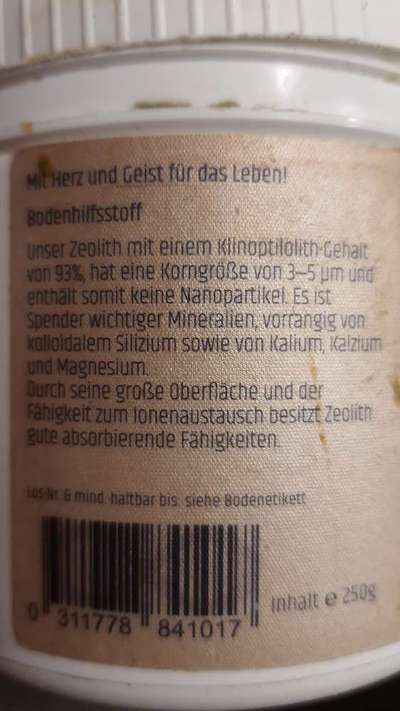 Mit Herz und Geist für das Leben!
Bodenhilfsstoff
Unser Zeolith mit einem Klinoptilolith-Gehalt
von 93%, hat eine Korngröße von 3–5 µm und
enthält somit keine Nanopartikel. Es ist
Spender wichtiger Mineralien, vorrangig von
kolloidalem Silizium sowie von Kalium, Kalzium
und Magnesium.
Durch seine große Oberfläche und der
Fähigkeit zum Ionenaustausch besitzt Zeolith
gute absorbierende Fähigkeiten.
Los-Nr. & mind. haltbar bis: siehe Bodenetikett
Inhalt ℮ 250g
0 311778 841017